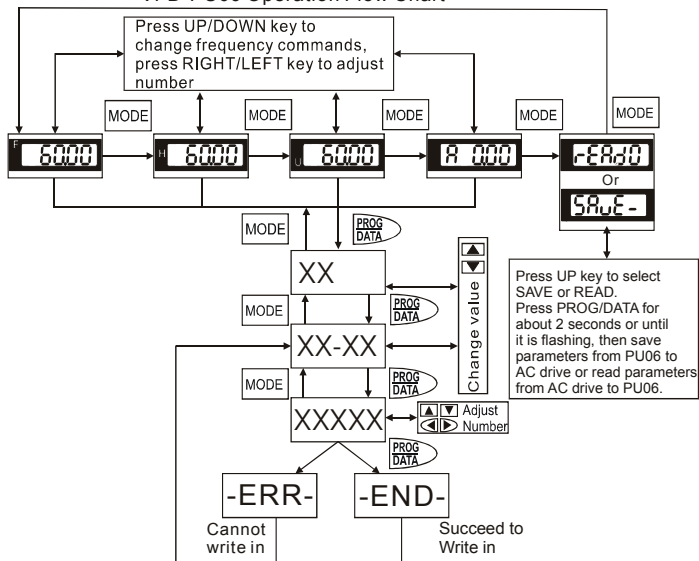 VFD-PU06 Operation Flow Chart
Press UP/DOWN key to
change frequency commands,
press RIGHT/LEFT key to adjust
number
MODE
MODE
MODE
MODE
MODE
F 60.00
H 60.00
U 60.00
A 0.00
rEAd0
Or
SAvE-
MODE
PROG
DATA
XX
MODE
PROG
DATA
XX-XX
MODE
PROG
DATA
XXXXX
PROG
DATA
Change value
Adjust
Number
Press UP key to select
SAVE or READ.
Press PROG/DATA for
about 2 seconds or until
it is flashing, then save
parameters from PU06 to
AC drive or read parameters
from AC drive to PU06.
-ERR-
-END-
Cannot
write in
Succeed to
Write in